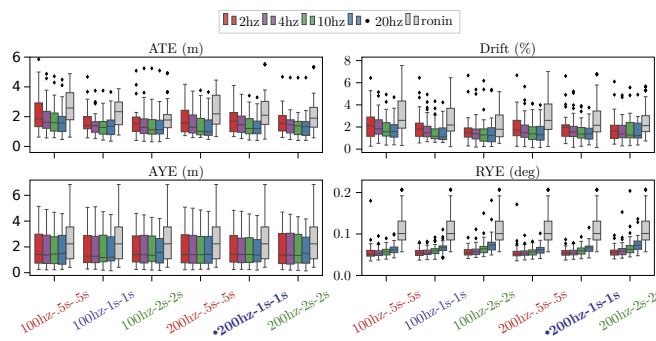 2hz 4hz 10hz 20hz ronin
ATE (m)
Drift (%)
6
4
2
0
8
6
4
2
0
AYE (m)
RYE (deg)
6
4
2
0
0.2
0.1
0.0
100hz-.5s-.5s
100hz-1s-1s
100hz-2s-2s
200hz-.5s-.5s
•200hz-1s-1s
200hz-2s-2s
100hz-.5s-.5s
100hz-1s-1s
100hz-2s-2s
200hz-.5s-.5s
•200hz-1s-1s
200hz-2s-2s